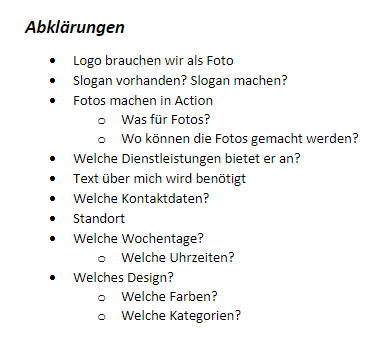 Abklärungen
• Logo brauchen wir als Foto
• Slogan vorhanden? Slogan machen?
• Fotos machen in Action
o Was für Fotos?
o Wo können die Fotos gemacht werden?
• Welche Dienstleistungen bietet er an?
• Text über mich wird benötigt
• Welche Kontaktdaten?
• Standort
• Welche Wochentage?
o Welche Uhrzeiten?
• Welches Design?
o Welche Farben?
o Welche Kategorien?